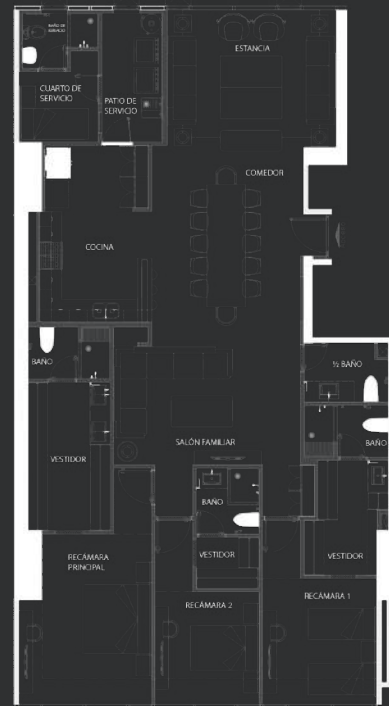 BAÑO DE
SERVICIO
ESTANCIA
CUARTO DE
SERVICIO
PATIO DE
SERVICIO
COMEDOR
COCINA
BAÑO
½ BAÑO
SALÓN FAMILIAR
BAÑO
VESTIDOR
BAÑO
RECÁMARA
PRINCIPAL
VESTIDOR
VESTIDOR
RECÁMARA 2
RECÁMARA 1